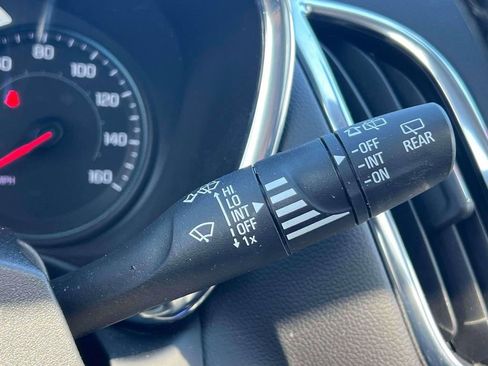 80
100
120
140
160
MPH
HI
LO
INT
OFF
1x
-OFF
-INT
-ON
REAR